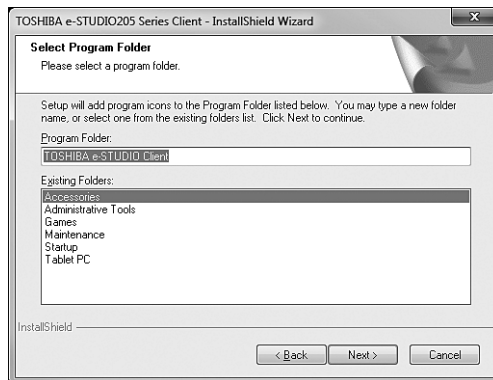 TOSHIBA e-STUDIO205 Series Client - InstallShield Wizard
Select Program Folder
Please select a program folder.
Setup will add program icons to the Program Folder listed below. You may type a new folder
name, or select one from the existing folders list. Click Next to continue.
Program Folder:
TOSHIBA e-STUDIO Client
Existing Folders:
Accessories
Administrative Tools
Games
Maintenance
Startup
Tablet PC
InstallShield
< Back
Next >
Cancel